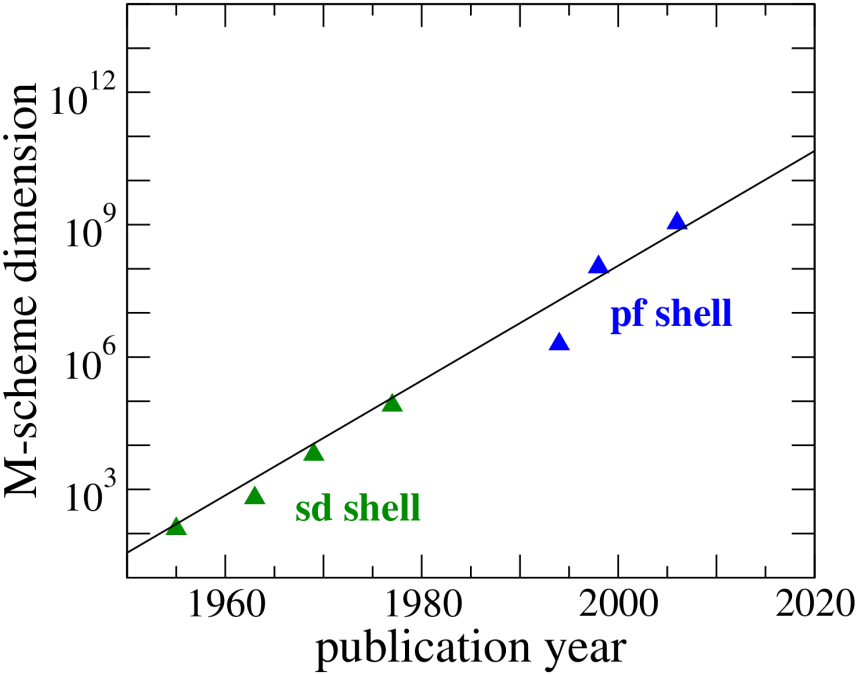 M-scheme dimension
10^12
10^9
10^6
10^3
pf shell
sd shell
1960 1980 2000 2020
publication year